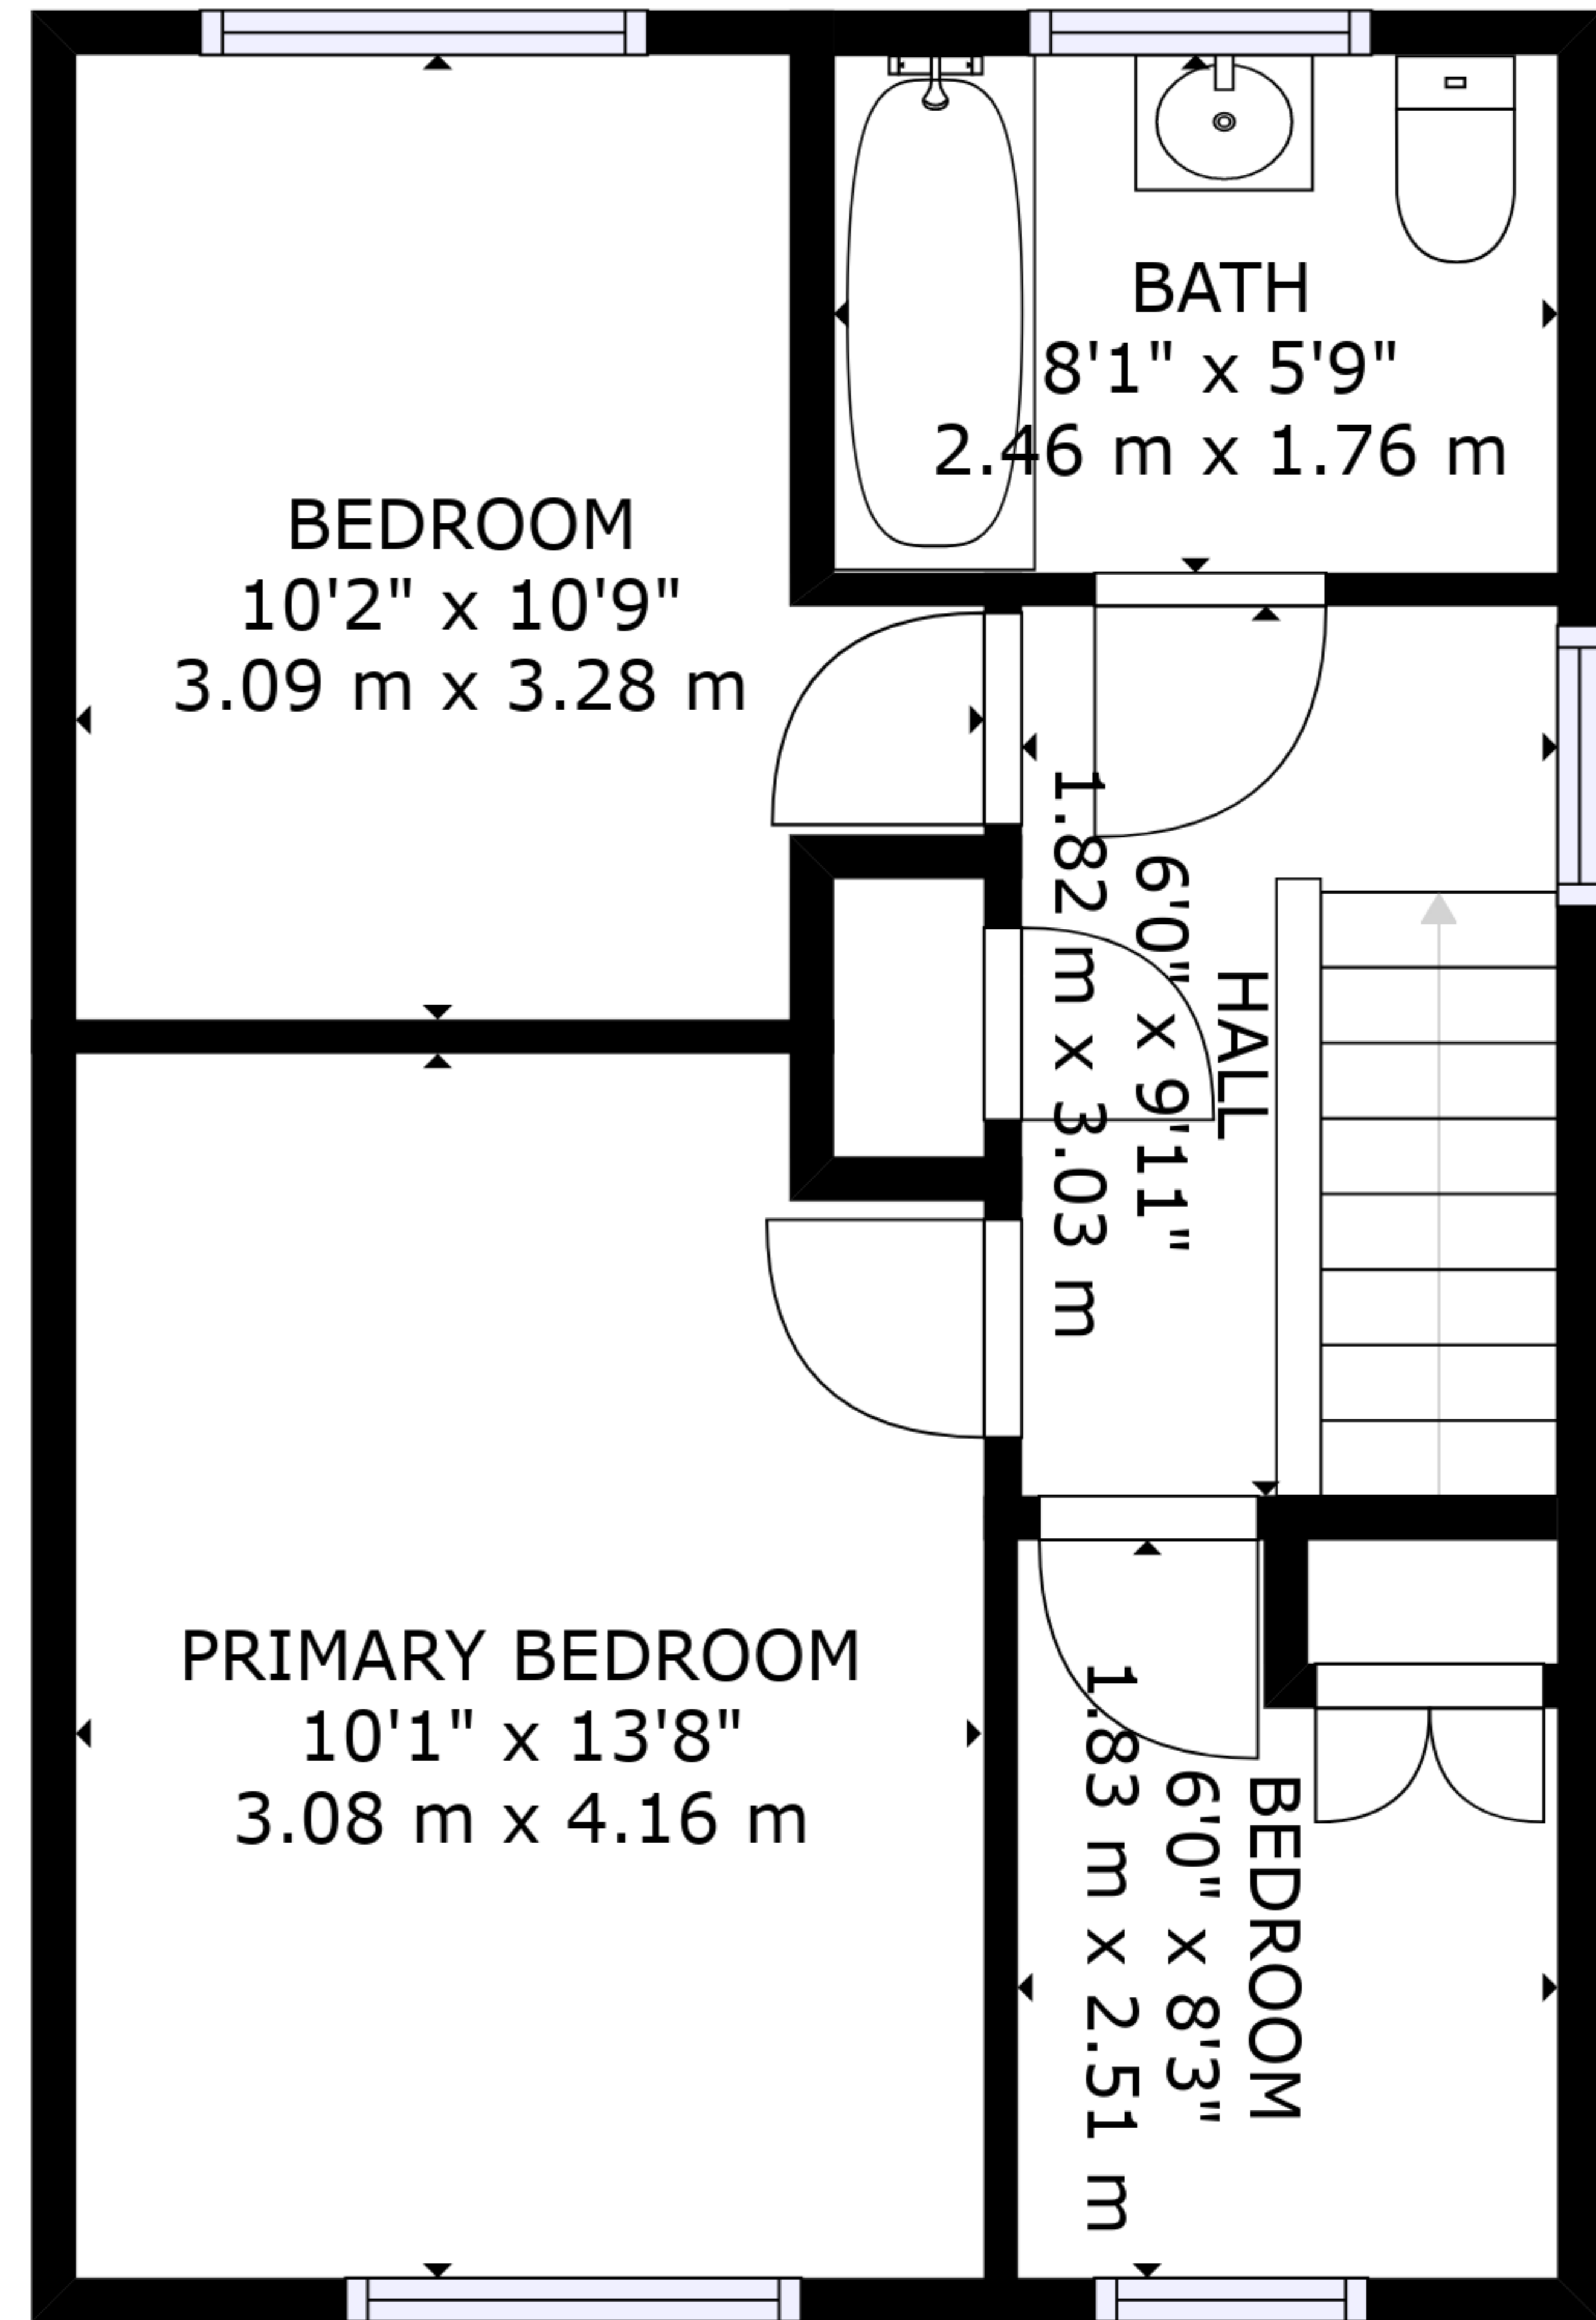 BATH
8'1" x 5'9"
2.46 m x 1.76 m
BEDROOM
10'2" x 10'9"
3.09 m x 3.28 m
HALL
6'0" x 9'11"
1.82 m x 3.03 m
PRIMARY BEDROOM
10'1" x 13'8"
3.08 m x 4.16 m
BEDROOM
6'0" x 8'3"
1.83 m x 2.51 m